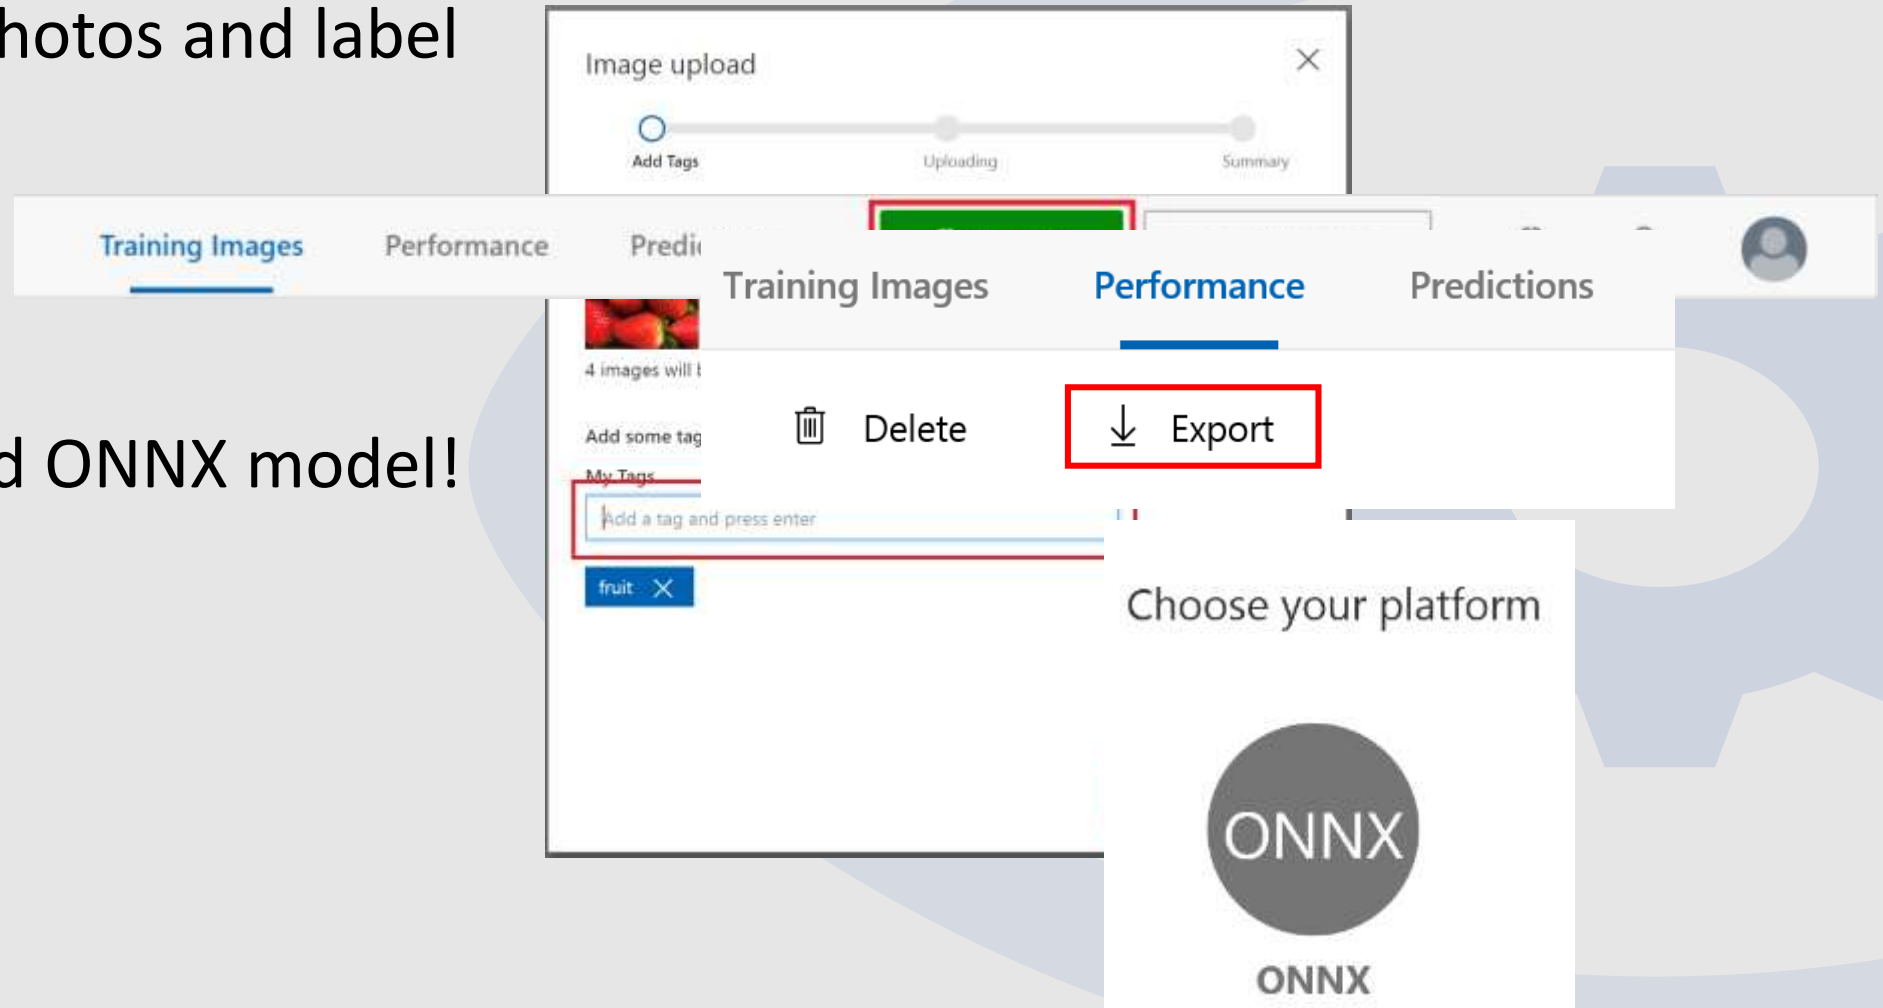 hotos and label
d ONNX model!
Image upload
Add Tags
Uploading
Summary
Training Images
Performance
Training Images
Performance
Predictions
4 images will
Delete
Export
Add some tag
My Tags
Add a tag and press enter
fruit
Choose your platform
ONNX
ONNX